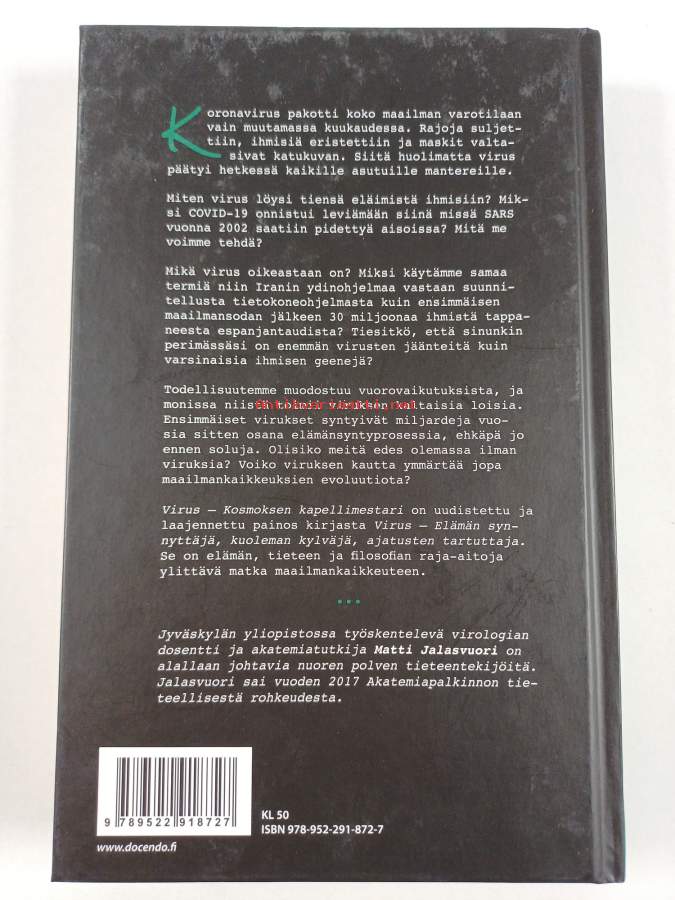 Koronavirus pakotti koko maailman varotilaan
vain muutamassa kuukaudessa. Rajoja suljet-
tiin, ihmisiä eristettiin ja maskit valta-
sivat katukuvan. Siitä huolimatta virus
päätyi hetkessä kaikille asutuille mantereille.
Miten virus löysi tiensä eläimistä ihmisiin? Mik-
si COVID-19 onnistui leviämään siinä missä SARS
vuonna 2002 saatiin pidettyä aisoissa? Mitä me
voimme tehdä?
Mikä virus oikeastaan on? Miksi käytämme samaa
termiä niin Iranin ydinohjelmaa vastaan suunni-
tellusta tietokoneohjelmasta kuin ensimmäisen
maailmansodan jälkeen 30 miljoonaa ihmistä tappa-
neesta espanjantaudista? Tiesitkö, että sinunkin
perimässäsi on enemmän virusten jäänteitä kuin
varsinaisia ihmisen geenejä?
Todellisuutemme muodostuu vuorovaikutuksista, ja
monissa niistä toimii viruksen kaltaisia loisia.
Antikvariaatti.net
Ensimmäiset virukset syntyivät miljardeja vuo-
sia sitten osana elämänsyntyprosessia, ehkäpä jo
ennen soluja. Olisiko meitä edes olemassa ilman
viruksia? Voiko viruksen kautta ymmärtää jopa
maailmankaikkeuksien evoluutiota?
Virus — Kosmoksen kapellimestari on uudistettu ja
laajennettu painos kirjasta Virus — Elämän syn-
nyttäjä, kuoleman kylväjä, ajatusten tartuttaja.
Se on elämän, tieteen ja filosofian raja-aitoja
ylittävä matka maailmankaikkeuteen.
Jyväskylän yliopistossa työskentelevä virologian
dosentti ja akatemiatutkija Matti Jalasvuori on
alallaan johtavia nuoren polven tieteentekijöitä.
Jalasvuori sai vuoden 2017 Akatemiapalkinnon tie-
teellisestä rohkeudesta.
9 789522 918727
KL 50
ISBN 978-952-291-872-7
www.docendo.fi